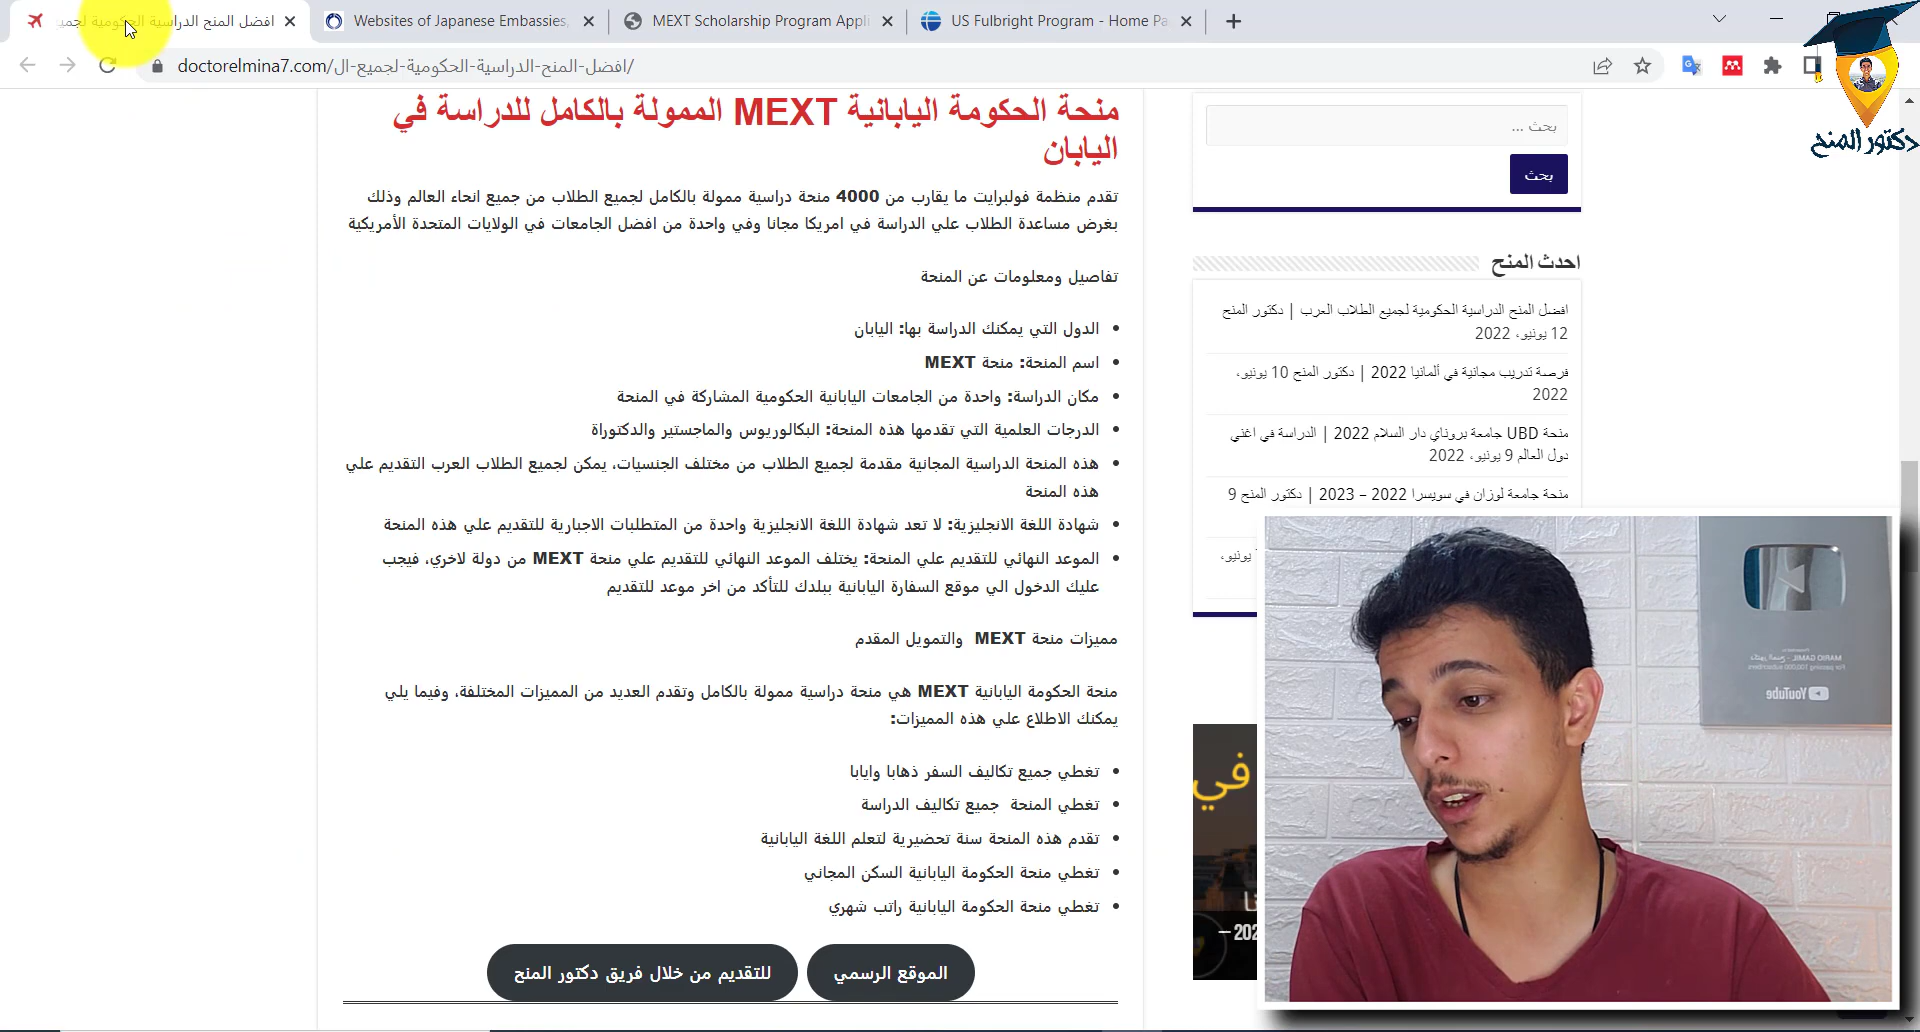 افضل المنح الدراسية الحكومية لجميع
Websites of Japanese Embassies,
MEXT Scholarship Program Appli
US Fulbright Program - Home Pa
doctorelmina7.com/افضل-المنح-الدراسية-الحكومية-لجميع-ال/
دكتور المنح
منحة الحكومة اليابانية MEXT الممولة بالكامل للدراسة في
اليابان
تقدم منظمة فولبرايت ما يقارب من 4000 منحة دراسية ممولة بالكامل لجميع الطلاب من جميع انحاء العالم وذلك
بغرض مساعدة الطلاب علي الدراسة في امريكا مجانا وفي واحدة من افضل الجامعات في الولايات المتحدة الأمريكية
تفاصيل ومعلومات عن المنحة
الدول التي يمكنك الدراسة بها: اليابان
اسم المنحة: منحة MEXT
مكان الدراسة: واحدة من الجامعات اليابانية الحكومية المشاركة في المنحة
الدرجات العلمية التي تقدمها هذه المنحة: البكالوريوس والماجستير والدكتوراة
هذه المنحة الدراسية المجانية مقدمة لجميع الطلاب من مختلف الجنسيات، يمكن لجميع الطلاب العرب التقديم علي
هذه المنحة
شهادة اللغة الانجليزية: لا تعد شهادة اللغة الانجليزية واحدة من المتطلبات الاجبارية للتقديم علي هذه المنحة
الموعد النهائي للتقديم علي المنحة: يختلف الموعد النهائي للتقديم علي منحة MEXT من دولة لاخري، فيجب
عليك الدخول الي موقع السفارة اليابانية ببلدك للتأكد من اخر موعد للتقديم
مميزات منحة MEXT والتمويل المقدم
منحة الحكومة اليابانية MEXT هي منحة دراسية ممولة بالكامل وتقدم العديد من المميزات المختلفة، وفيما يلي
يمكنك الاطلاع علي هذه المميزات:
تغطي جميع تكاليف السفر ذهابا وايابا
تغطي المنحة جميع تكاليف الدراسة
تقدم هذه المنحة سنة تحضيرية لتعلم اللغة اليابانية
تغطي منحة الحكومة اليابانية السكن المجاني
تغطي منحة الحكومة اليابانية راتب شهري
الموقع الرسمي
للتقديم من خلال فريق دكتور المنح
بحث ...
بحث
احدث المنح
افضل المنح الدراسية الحكومية لجميع الطلاب العرب | دكتور المنح
12 يونيو، 2022
فرصة تدريب مجانية في ألمانيا 2022 | دكتور المنح 10 يونيو،
2022
منحة UBD جامعة بروناي دار السلام 2022 | الدراسة في اغني
دول العالم 9 يونيو، 2022
منحة جامعة لوزان في سويسرا 2022 – 2023 | دكتور المنح 9
يونيو،
في
MARIO GAMIL - دكتور المنح
For passing 100,000 subscribers
YouTube